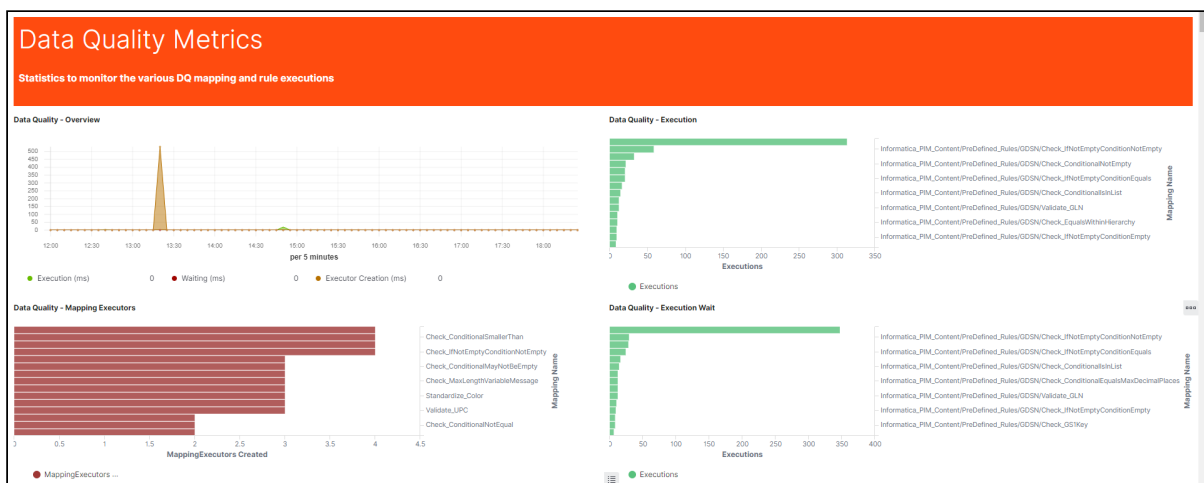 Data Quality Metrics
Statistics to monitor the various DQ mapping and rule executions
Data Quality - Overview
500
450
400
350
300
250
200
150
100
50
0
12:00 12:30 13:00 13:30 14:00 14:30 15:00 15:30 16:00 16:30 17:00 17:30 18:00
per 5 minutes
Execution (ms) 0 Waiting (ms) 0 Executor Creation (ms) 0
Data Quality - Execution
Informatica_PIM_Content/PreDefined_Rules/GDSN/Check_IfNotEmptyConditionNotEmpty
Informatica_PIM_Content/PreDefined_Rules/GDSN/Check_ConditionalNotEmpty
Informatica_PIM_Content/PreDefined_Rules/GDSN/Check_IfNotEmptyConditionEquals
Informatica_PIM_Content/PreDefined_Rules/GDSN/Check_ConditionalIsInList
Informatica_PIM_Content/PreDefined_Rules/GDSN/Validate_GLN
Informatica_PIM_Content/PreDefined_Rules/GDSN/Check_EqualsWithinHierarchy
Informatica_PIM_Content/PreDefined_Rules/GDSN/Check_IfNotEmptyConditionEmpty
Mapping Name
0 50 100 150 200 250 300 350
Executions
Executions
Data Quality - Mapping Executors
Check_ConditionalSmallerThan
Check_IfNotEmptyConditionNotEmpty
Check_ConditionalMayNotBeEmpty
Check_MaxLengthVariableMessage
Standardize_Color
Validate_UPC
Check_ConditionalNotEqual
Mapping Name
0 0.5 1 1.5 2 2.5 3 3.5 4 4.5
MappingExecutors Created
MappingExecutors ...
Data Quality - Execution Wait
Informatica_PIM_Content/PreDefined_Rules/GDSN/Check_IfNotEmptyConditionNotEmpty
Informatica_PIM_Content/PreDefined_Rules/GDSN/Check_IfNotEmptyConditionEquals
Informatica_PIM_Content/PreDefined_Rules/GDSN/Check_ConditionalIsInList
Informatica_PIM_Content/PreDefined_Rules/GDSN/Check_ConditionalEqualsMaxDecimalPlaces
Informatica_PIM_Content/PreDefined_Rules/GDSN/Validate_GLN
Informatica_PIM_Content/PreDefined_Rules/GDSN/Check_IfNotEmptyConditionEmpty
Informatica_PIM_Content/PreDefined_Rules/GDSN/Check_GS1Key
Mapping Name
0 50 100 150 200 250 300 350 400
Executions
Executions